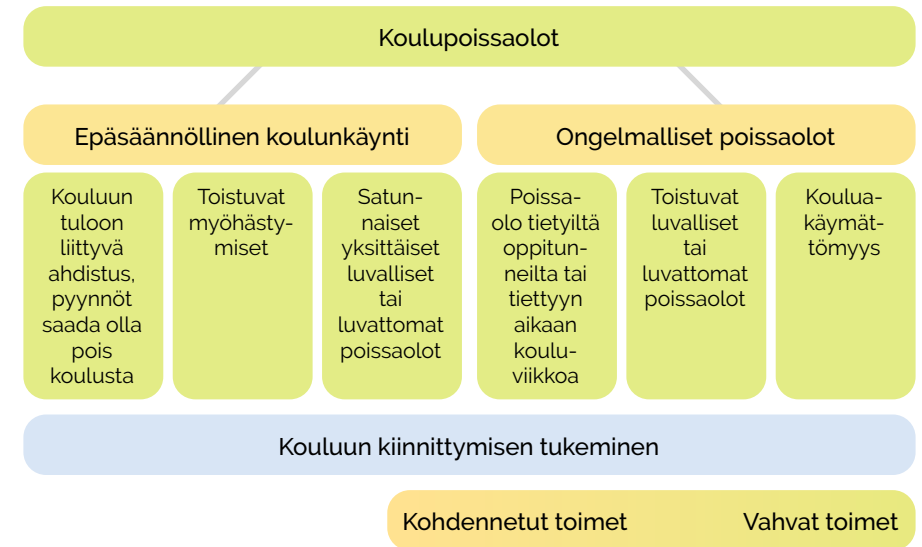 Koulupoissaolot
Epäsäännöllinen koulunkäynti
Ongelmalliset poissaolot
Kouluun
tuloon
liittyvä
ahdistus,
pyynnöt
saada olla
pois
koulusta
Toistuvat
myöhästy-
miset
Satun-
naiset
yksittäiset
luvalliset
tai
luvattomat
poissaolot
Poissa-
olo tietyiltä
oppitun-
neilta tai
tiettyyn
aikaan
koulu-
viikkoa
Toistuvat
luvalliset
tai
luvattomat
poissaolot
Koulua-
käymät-
tömyys
Kouluun kiinnittymisen tukeminen
Kohdennetut toimet
Vahvat toimet